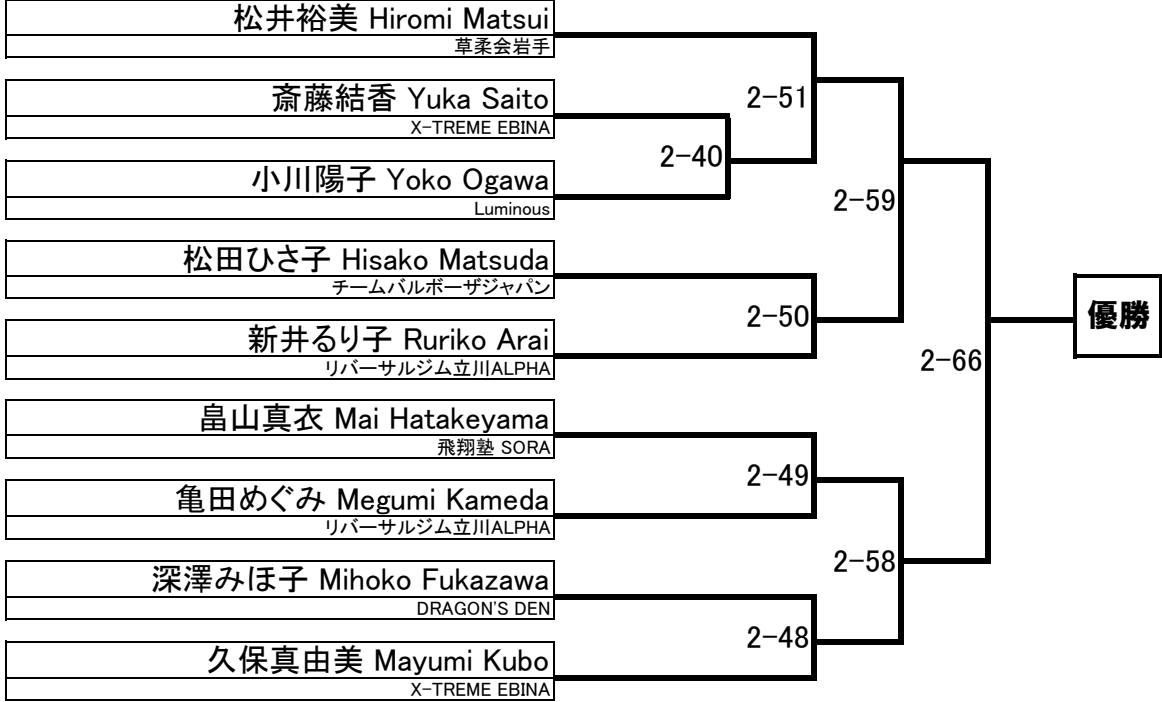 松井裕美 Hiromi Matsui
草柔会岩手
斎藤結香 Yuka Saito
X-TREME EBINA
小川陽子 Yoko Ogawa
Luminous
松田ひさ子 Hisako Matsuda
チームバルボーザジャパン
新井るり子 Ruriko Arai
リバーサルジム立川ALPHA
畠山真衣 Mai Hatakeyama
飛翔塾 SORA
亀田めぐみ Megumi Kameda
リバーサルジム立川ALPHA
深澤みほ子 Mihoko Fukazawa
DRAGON'S DEN
久保真由美 Mayumi Kubo
X-TREME EBINA
2-40
2-51
2-50
2-49
2-48
2-59
2-58
2-66
優勝